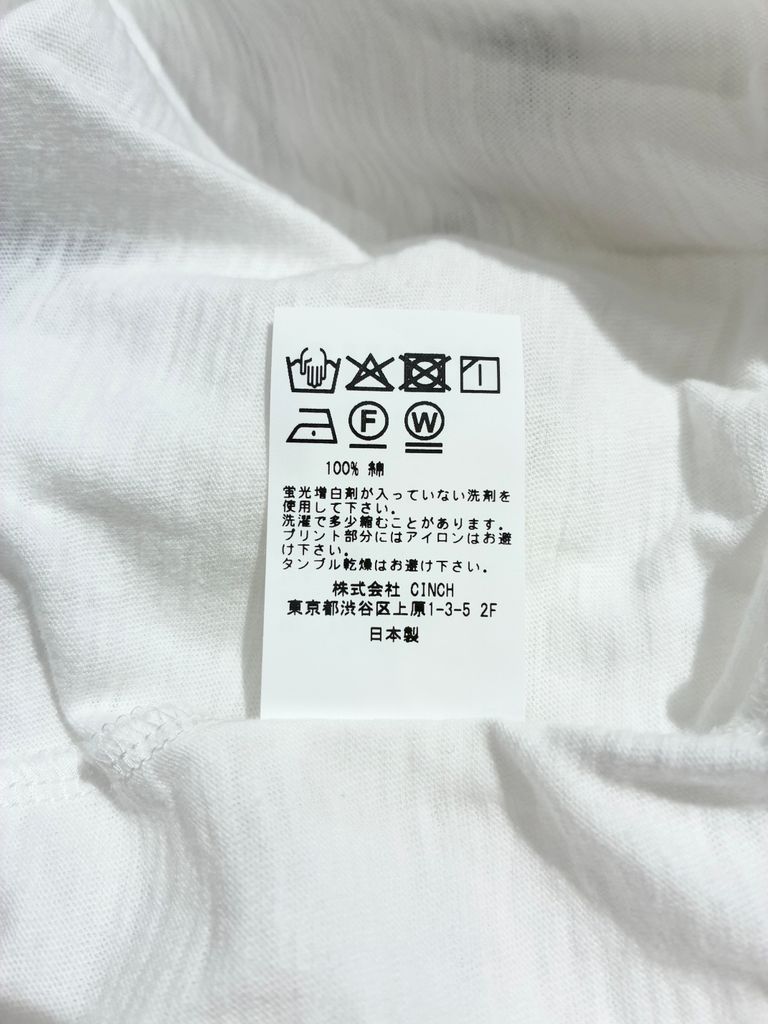 F W
100% 綿
蛍光増白剤が入っていない洗剤を
使用して下さい。
洗濯で多少縮むことがあります。
プリント部分にはアイロンはお避
け下さい。
タンブル乾燥はお避け下さい。
株式会社 CINCH
東京都渋谷区上原1-3-5 2F
日本製